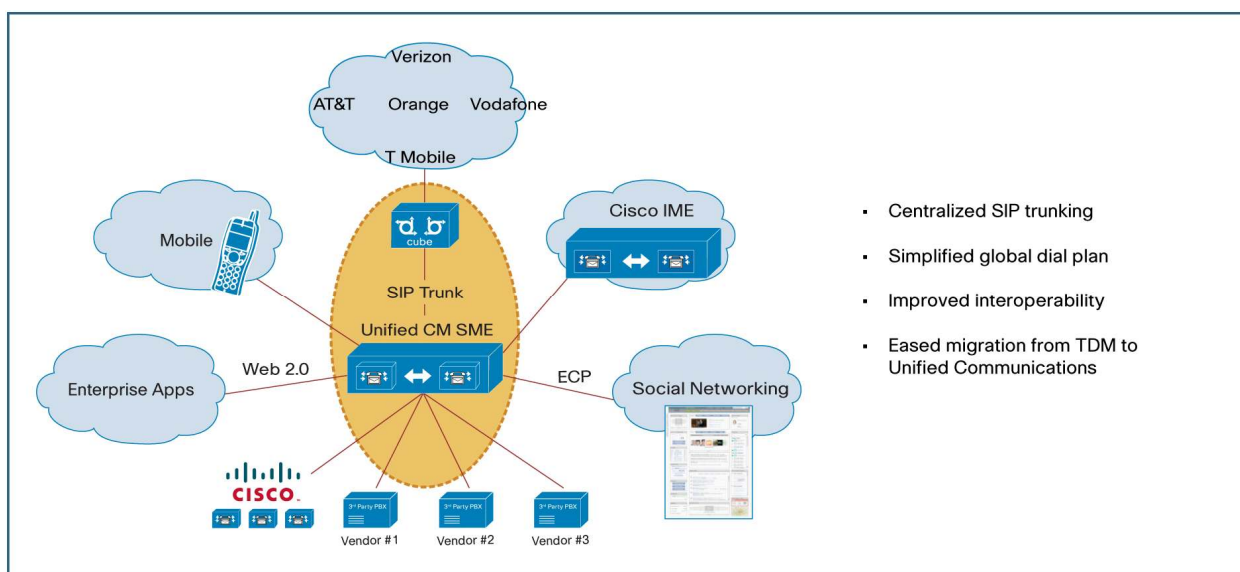 Verizon
AT&T Orange Vodafone
T Mobile
Mobile
cube
Cisco IME
SIP Trunk
Unified CM SME
Enterprise Apps
Web 2.0
ECP
Social Networking
CISCO
3rd Party PBX
Vendor #1
3rd Party PBX
Vendor #2
3rd Party PBX
Vendor #3
▪ Centralized SIP trunking
▪ Simplified global dial plan
▪ Improved interoperability
▪ Eased migration from TDM to
Unified Communications